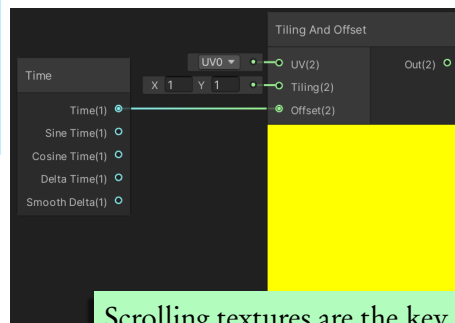 Tiling And Offset
UV0 UV(2) Out(2)
Time X 1 Y 1 Tiling(2)
Time(1) Offset(2)
Sine Time(1)
Cosine Time(1)
Delta Time(1)
Smooth Delta(1)
Scrolling textures are the key